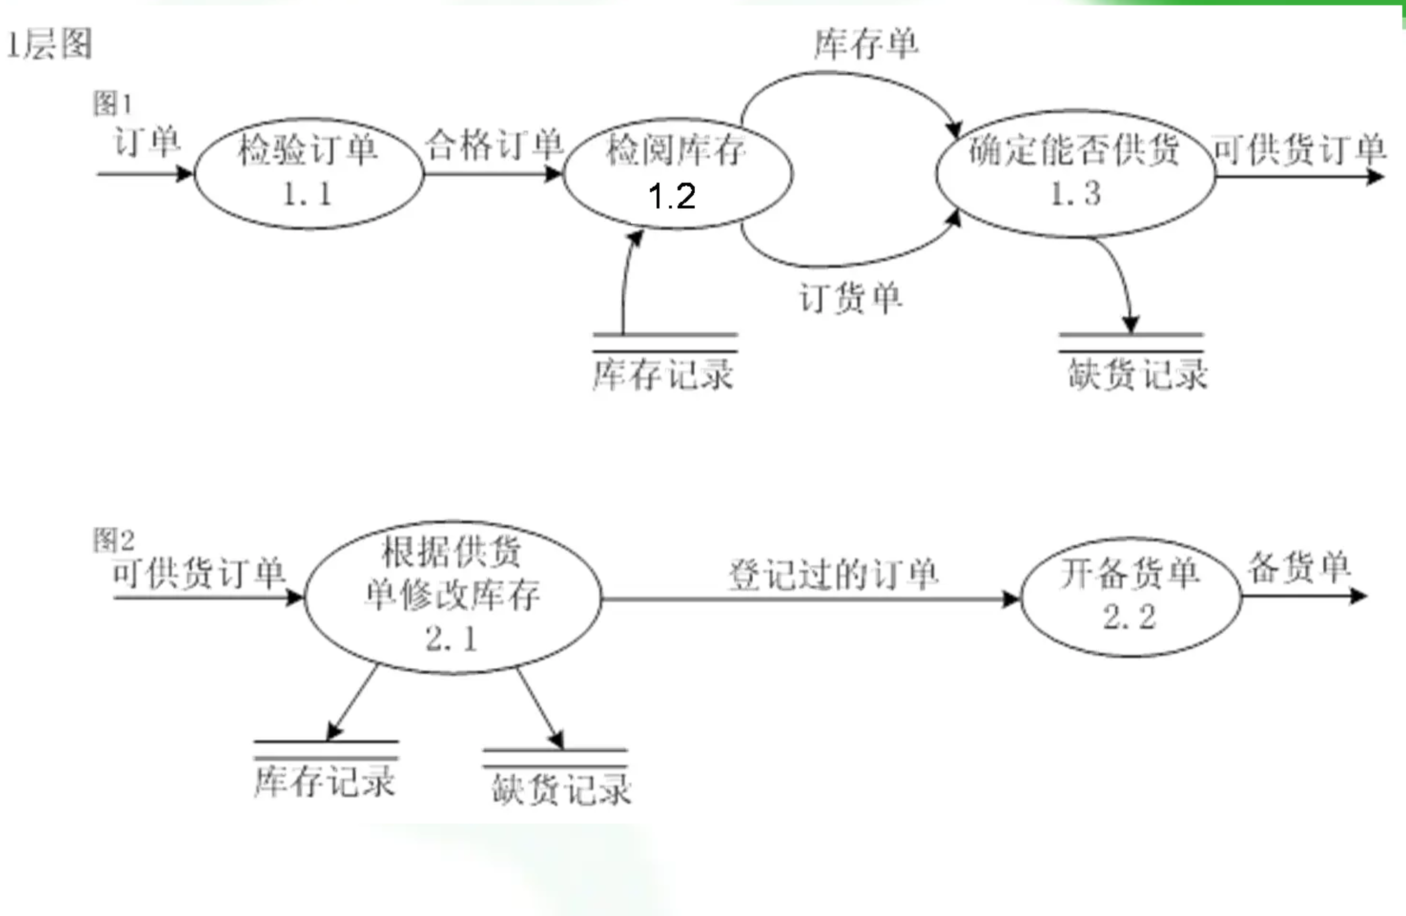 1层图
库存单
图1
订单
检验订单
1.1
合格订单
检阅库存
1.2
确定能否供货
1.3
可供货订单
订货单
库存记录
缺货记录
图2
可供货订单
根据供货
单修改库存
2.1
登记过的订单
开备货单
2.2
备货单
库存记录
缺货记录